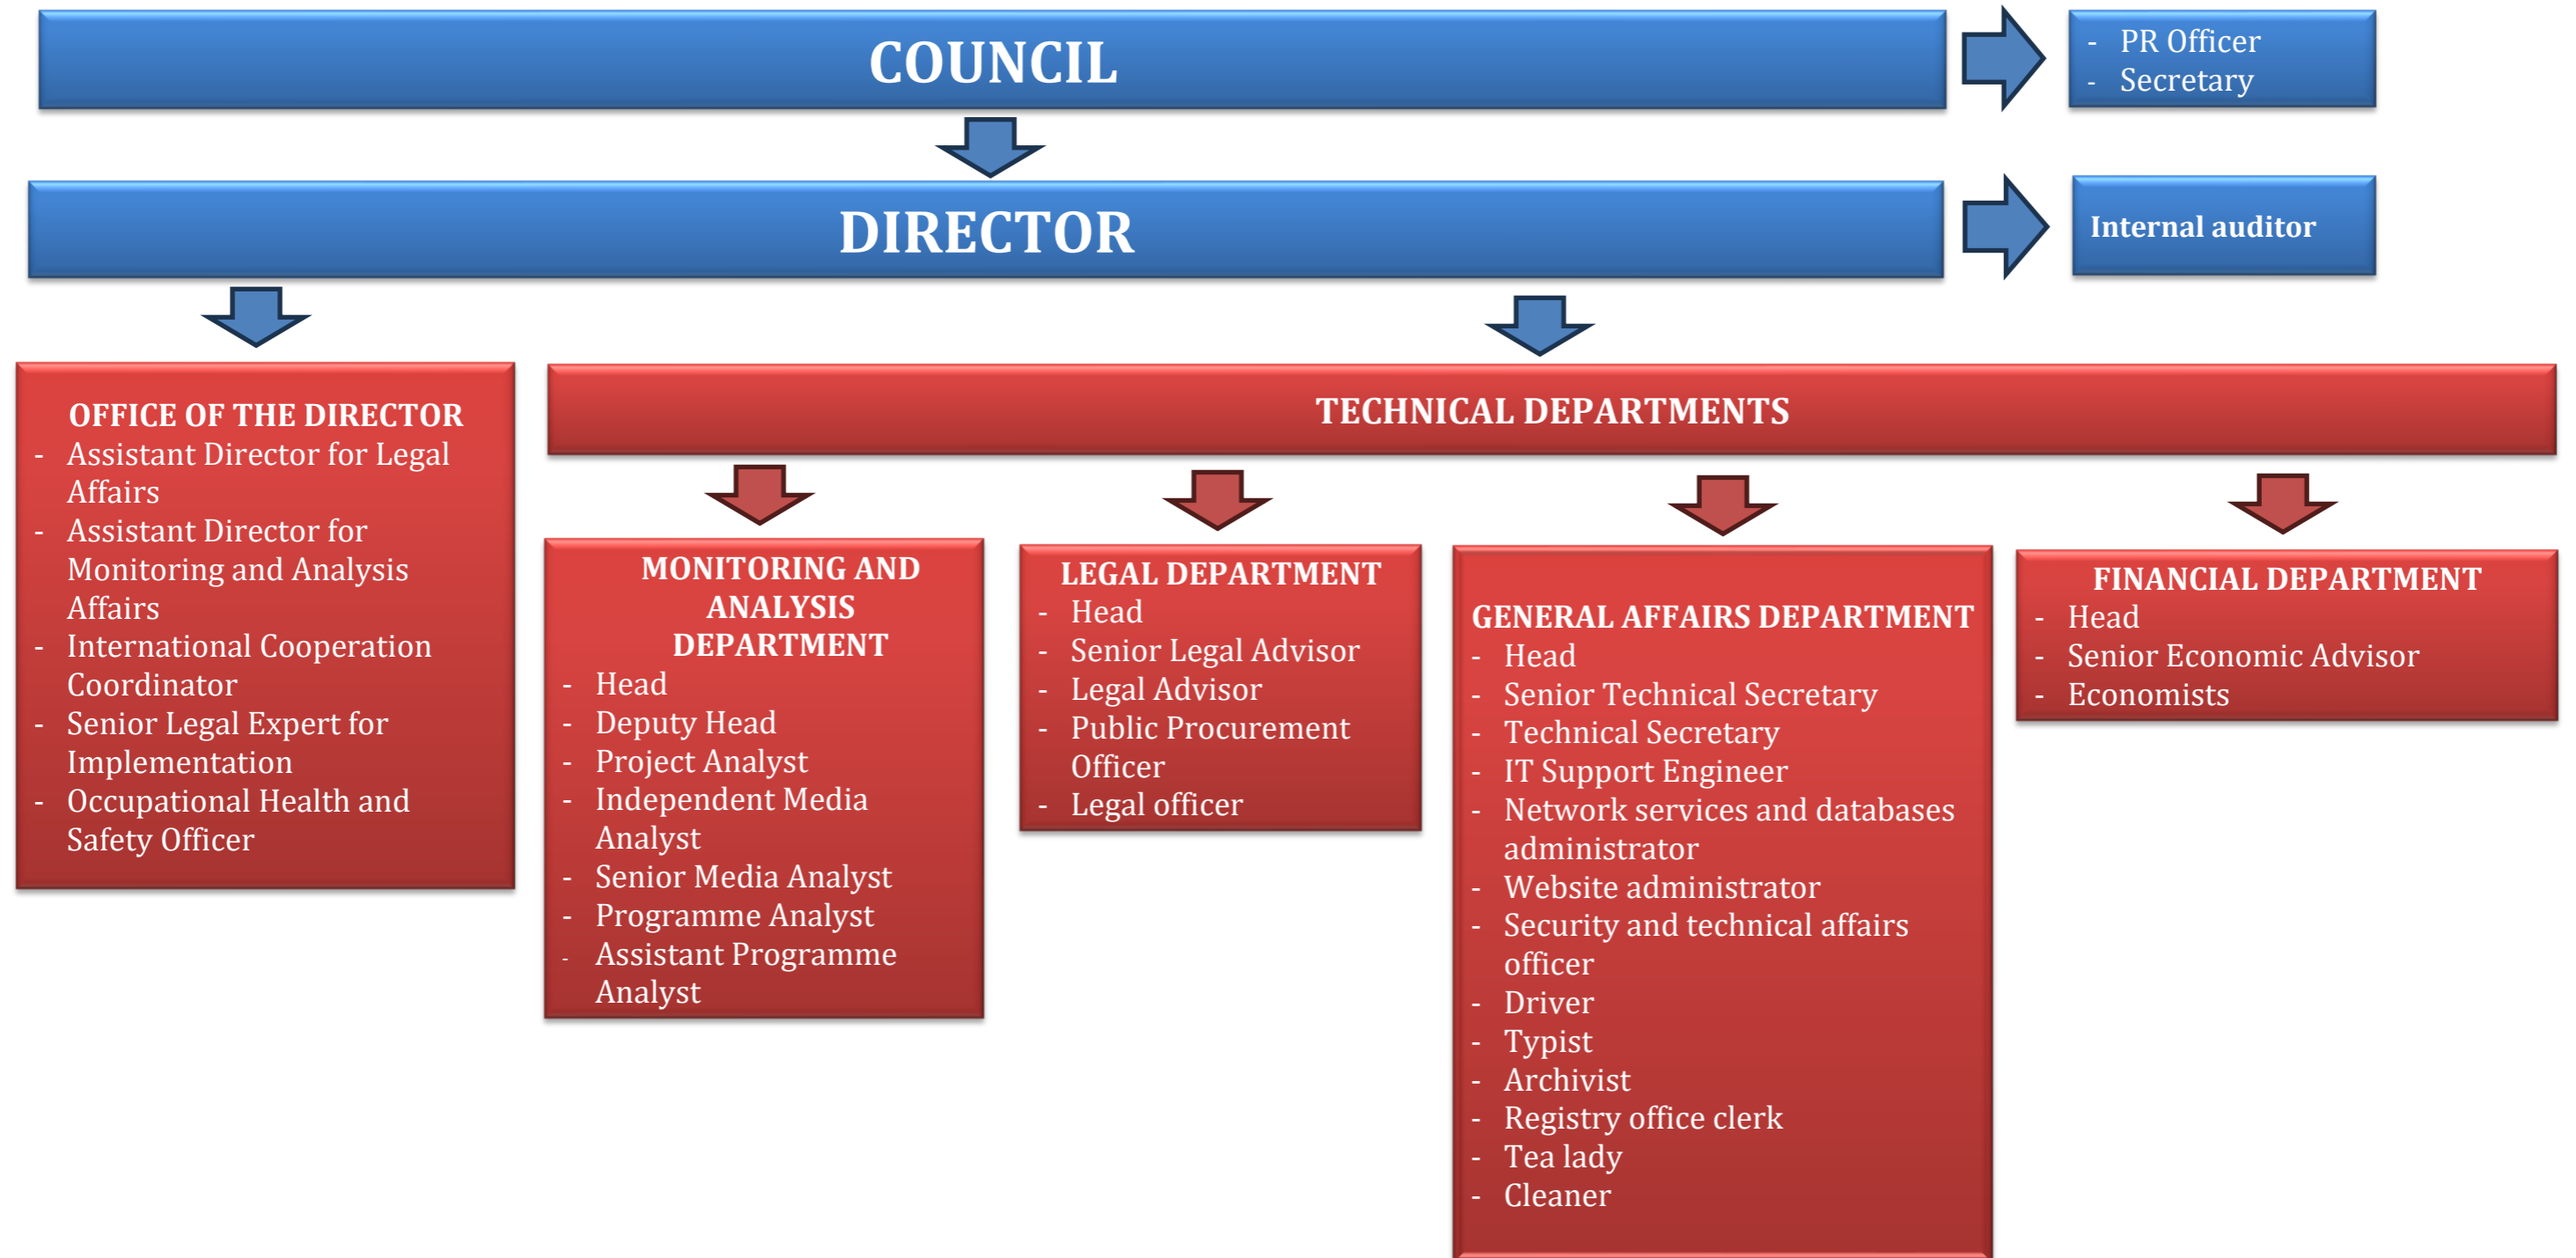 COUNCIL
- PR Officer
- Secretary
DIRECTOR
Internal auditor
OFFICE OF THE DIRECTOR
- Assistant Director for Legal
Affairs
- Assistant Director for
Monitoring and Analysis
Affairs
- International Cooperation
Coordinator
- Senior Legal Expert for
Implementation
- Occupational Health and
Safety Officer
TECHNICAL DEPARTMENTS
MONITORING AND
ANALYSIS
DEPARTMENT
- Head
- Deputy Head
- Project Analyst
- Independent Media
Analyst
- Senior Media Analyst
- Programme Analyst
- Assistant Programme
Analyst
LEGAL DEPARTMENT
- Head
- Senior Legal Advisor
- Legal Advisor
- Public Procurement
Officer
- Legal officer
GENERAL AFFAIRS DEPARTMENT
- Head
- Senior Technical Secretary
- Technical Secretary
- IT Support Engineer
- Network services and databases
administrator
- Website administrator
- Security and technical affairs
officer
- Driver
- Typist
- Archivist
- Registry office clerk
- Tea lady
- Cleaner
FINANCIAL DEPARTMENT
- Head
- Senior Economic Advisor
- Economists